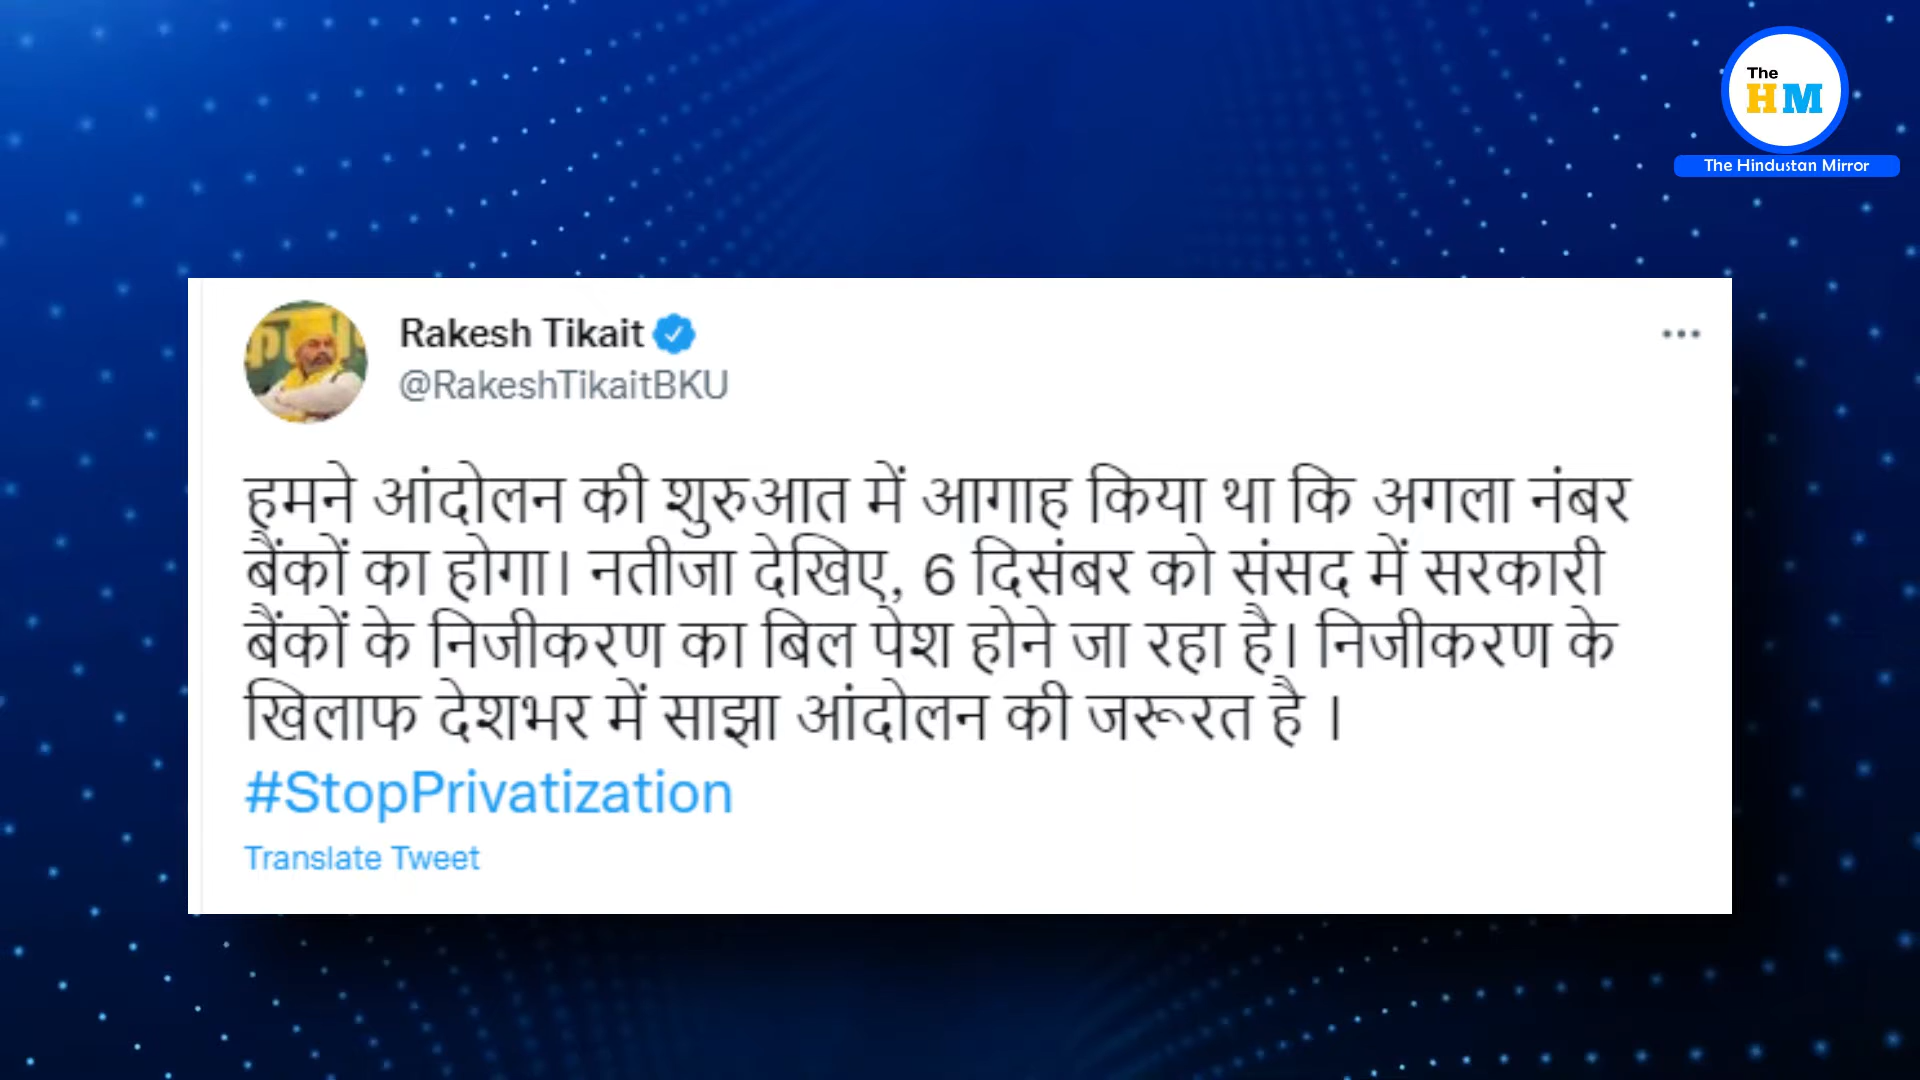 The
HM
The Hindustan Mirror
Rakesh Tikait
@RakeshTikaitBKU
हमने आंदोलन की शुरुआत में आगाह किया था कि अगला नंबर
बैंकों का होगा। नतीजा देखिए, 6 दिसंबर को संसद में सरकारी
बैंकों के निजीकरण का बिल पेश होने जा रहा है। निजीकरण के
खिलाफ देशभर में साझा आंदोलन की जरूरत है ।
#StopPrivatization
Translate Tweet